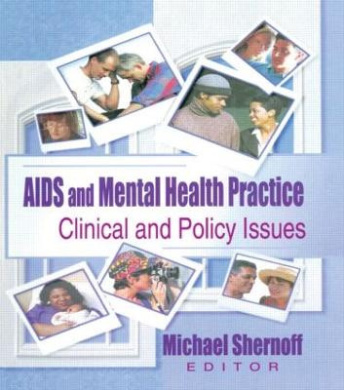 AIDS and Mental Health Practice
Clinical and Policy Issues
Michael Shernoff
EDITOR